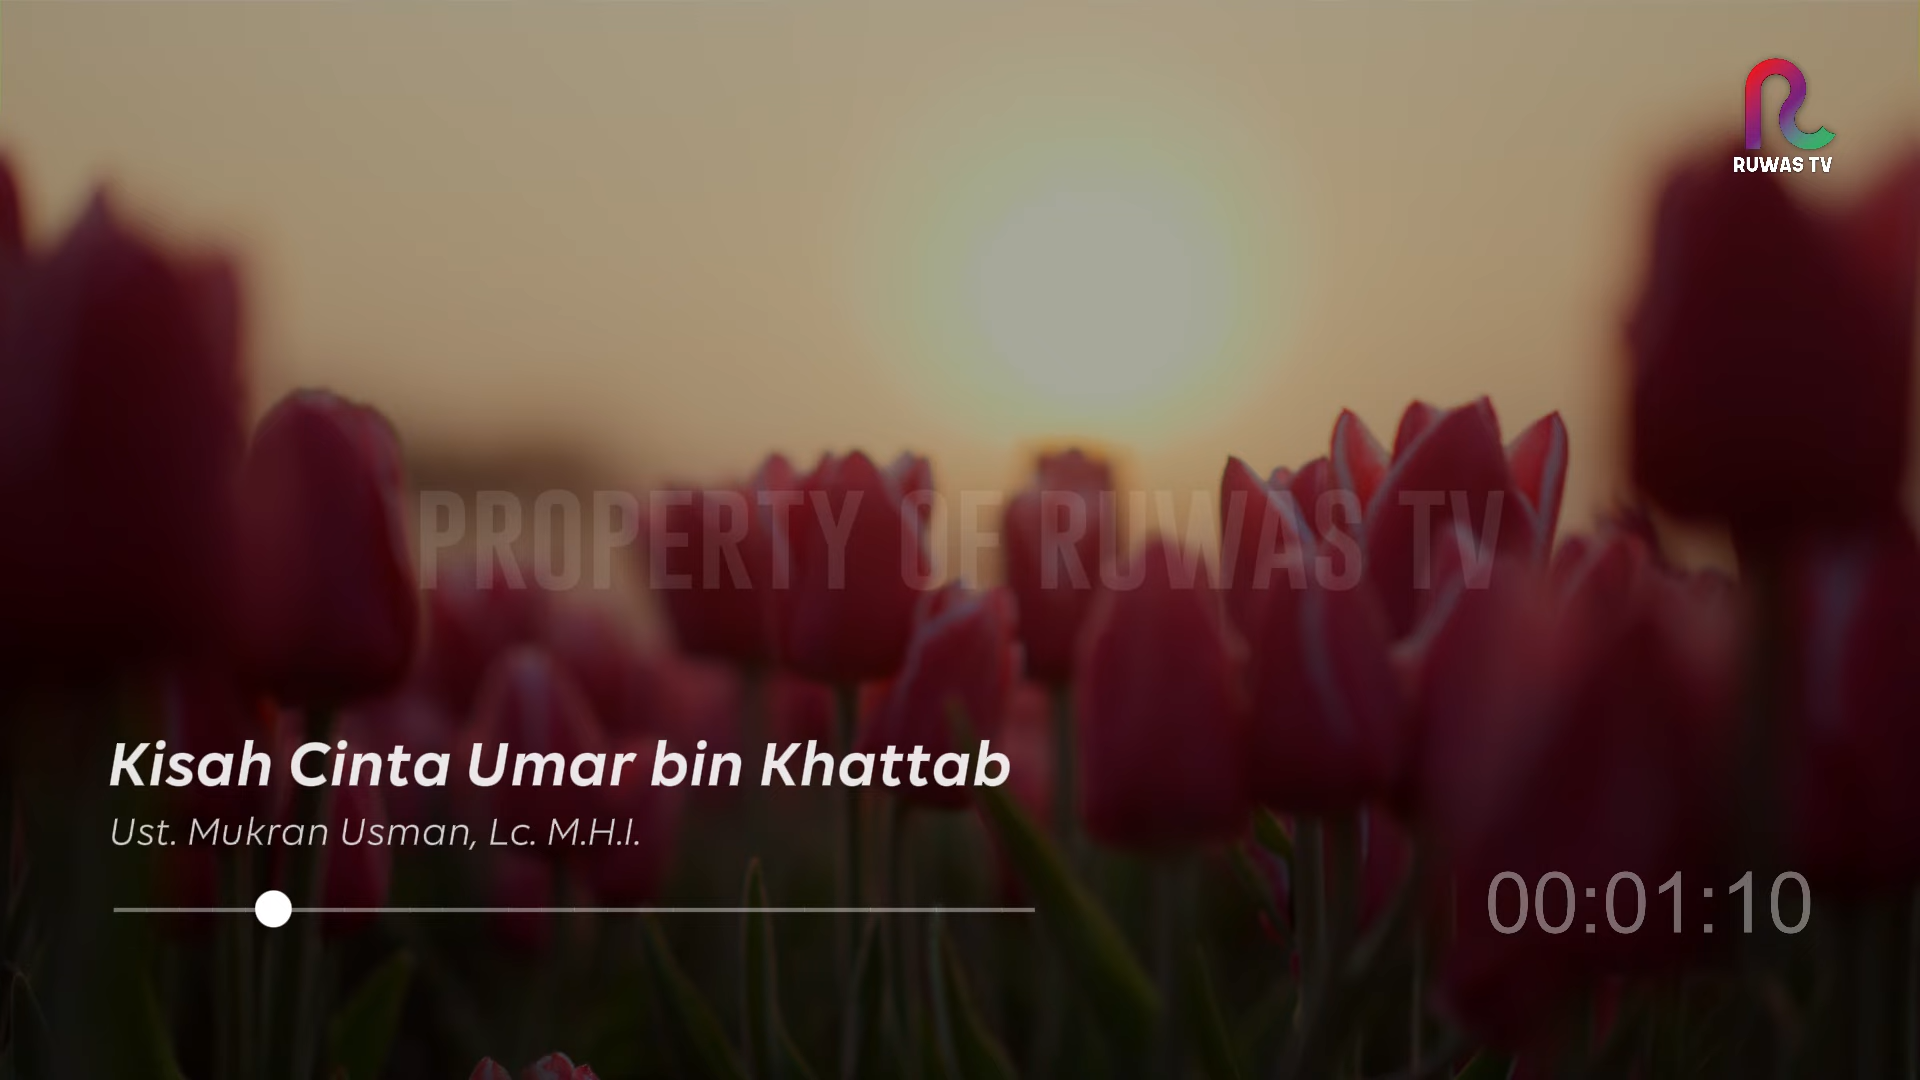 RUWAS TV
PROPERTY OF RUWAS TV
Kisah Cinta Umar bin Khattab
Ust. Mukran Usman, Lc. M.H.I.
00:01:10